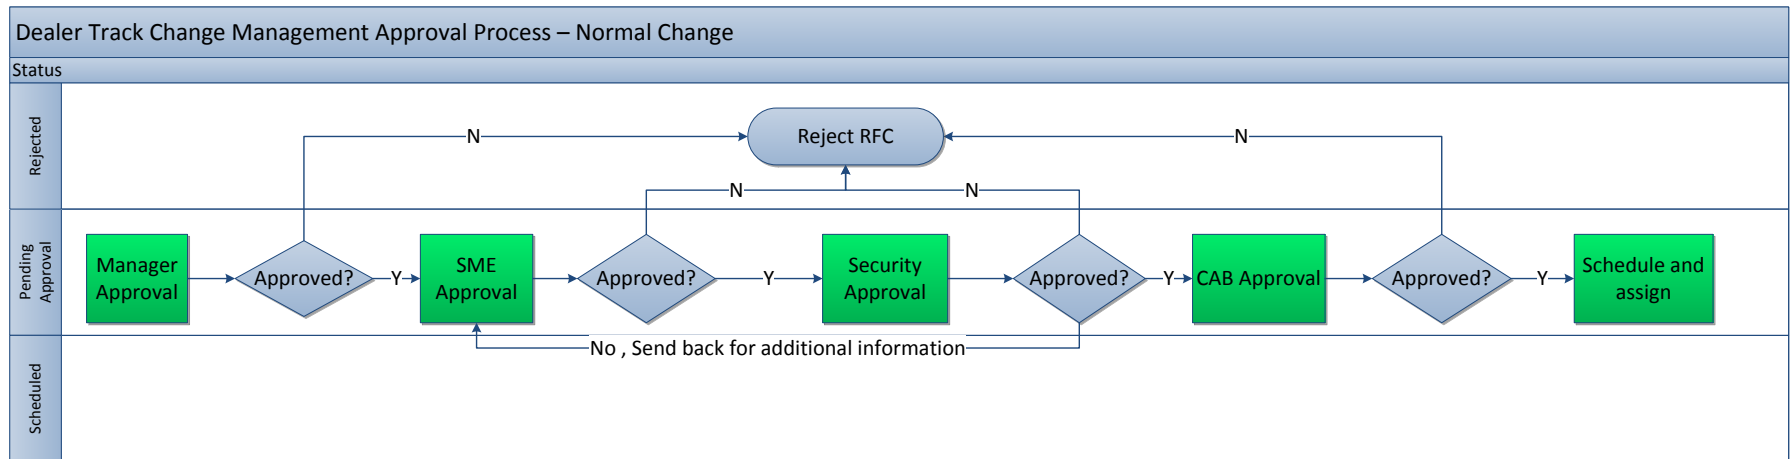 Dealer Track Change Management Approval Process – Normal Change
Status
Rejected
N
Reject RFC
N
N
N
Pending
Approval
Manager
Approval
Approved?
Y
SME
Approval
Approved?
Y
Security
Approval
Approved?
Y
CAB Approval
Approved?
Y
Schedule and
assign
No , Send back for additional information
Scheduled